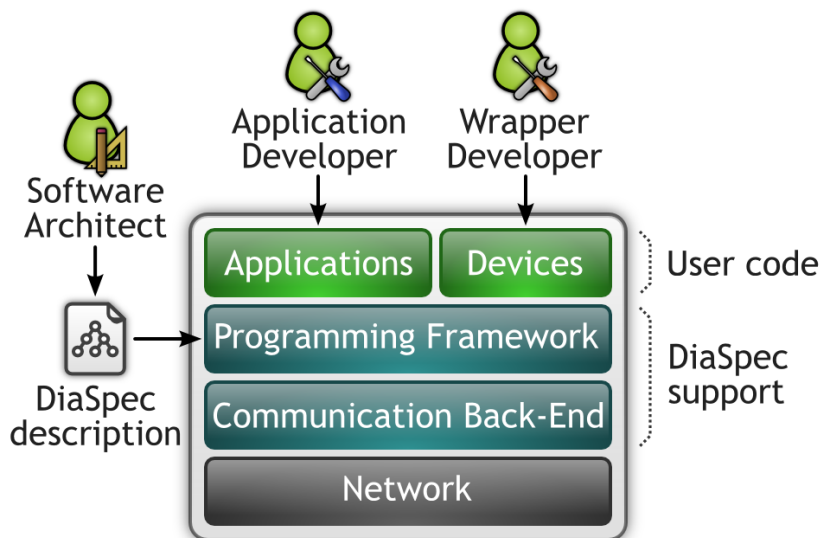 Application
Developer
Wrapper
Developer
Software
Architect
Applications
Devices
User code
Programming Framework
DiaSpec
support
DiaSpec
description
Communication Back-End
Network